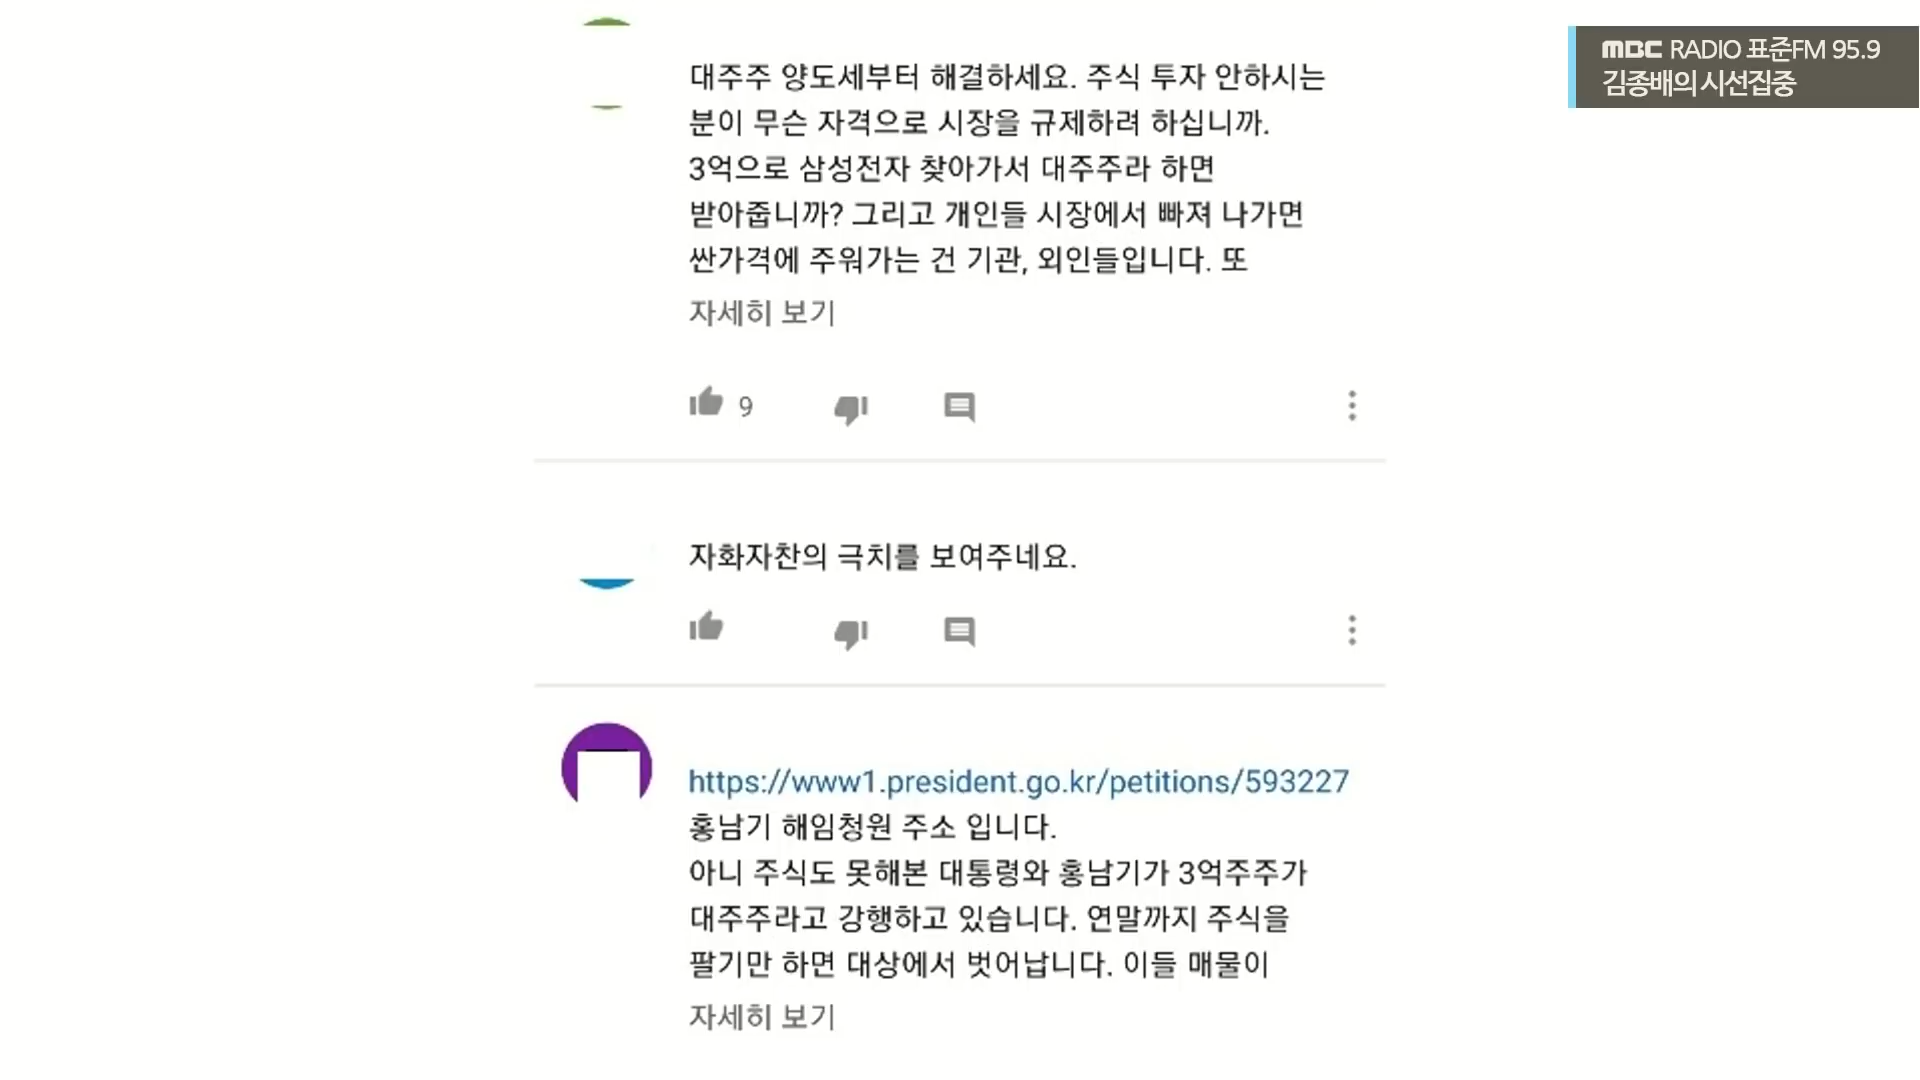 MBC RADIO 표준FM 95.9
김종배의 시선집중
대주주 양도세부터 해결하세요. 주식 투자 안하시는
분이 무슨 자격으로 시장을 규제하려 하십니까.
3억으로 삼성전자 찾아가서 대주주라 하면
받아줍니까? 그리고 개인들 시장에서 빠져 나가면
싼가격에 주워가는 건 기관, 외인들입니다. 또
자세히 보기
9
자화자찬의 극치를 보여주네요.
https://www1.president.go.kr/petitions/593227
홍남기 해임청원 주소 입니다.
아니 주식도 못해본 대통령와 홍남기가 3억주주가
대주주라고 강행하고 있습니다. 연말까지 주식을
팔기만 하면 대상에서 벗어납니다. 이들 매물이
자세히 보기